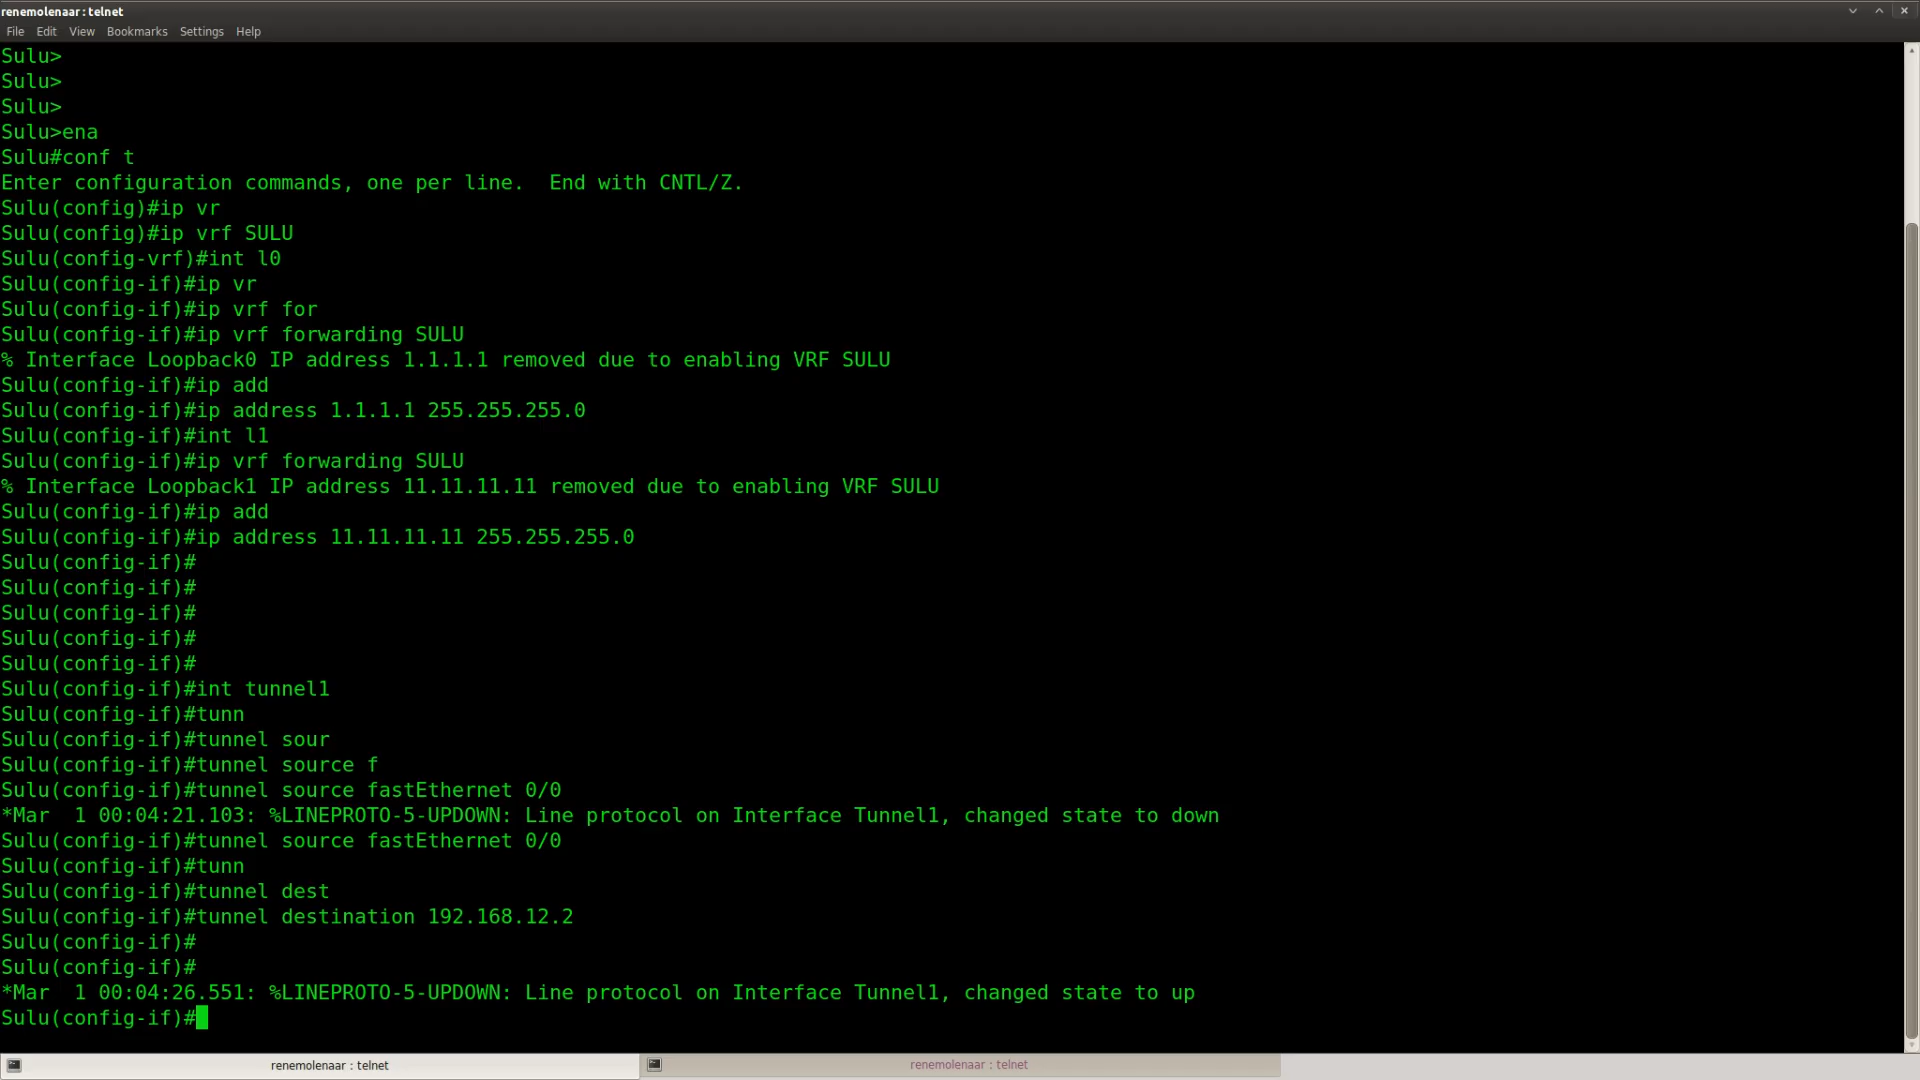 renemolenaar : telnet
File Edit View Bookmarks Settings Help
Sulu>
Sulu>
Sulu>
Sulu>ena
Sulu#conf t
Enter configuration commands, one per line.  End with CNTL/Z.
Sulu(config)#ip vr
Sulu(config)#ip vrf SULU
Sulu(config-vrf)#int l0
Sulu(config-if)#ip vr
Sulu(config-if)#ip vrf for
Sulu(config-if)#ip vrf forwarding SULU
% Interface Loopback0 IP address 1.1.1.1 removed due to enabling VRF SULU
Sulu(config-if)#ip add
Sulu(config-if)#ip address 1.1.1.1 255.255.255.0
Sulu(config-if)#int l1
Sulu(config-if)#ip vrf forwarding SULU
% Interface Loopback1 IP address 11.11.11.11 removed due to enabling VRF SULU
Sulu(config-if)#ip add
Sulu(config-if)#ip address 11.11.11.11 255.255.255.0
Sulu(config-if)#
Sulu(config-if)#
Sulu(config-if)#
Sulu(config-if)#
Sulu(config-if)#
Sulu(config-if)#int tunnel1
Sulu(config-if)#tunn
Sulu(config-if)#tunnel sour
Sulu(config-if)#tunnel source f
Sulu(config-if)#tunnel source fastEthernet 0/0
*Mar  1 00:04:21.103: %LINEPROTO-5-UPDOWN: Line protocol on Interface Tunnel1, changed state to down
Sulu(config-if)#tunnel source fastEthernet 0/0
Sulu(config-if)#tunn
Sulu(config-if)#tunnel dest
Sulu(config-if)#tunnel destination 192.168.12.2
Sulu(config-if)#
Sulu(config-if)#
*Mar  1 00:04:26.551: %LINEPROTO-5-UPDOWN: Line protocol on Interface Tunnel1, changed state to up
Sulu(config-if)#
renemolenaar : telnet
renemolenaar : telnet